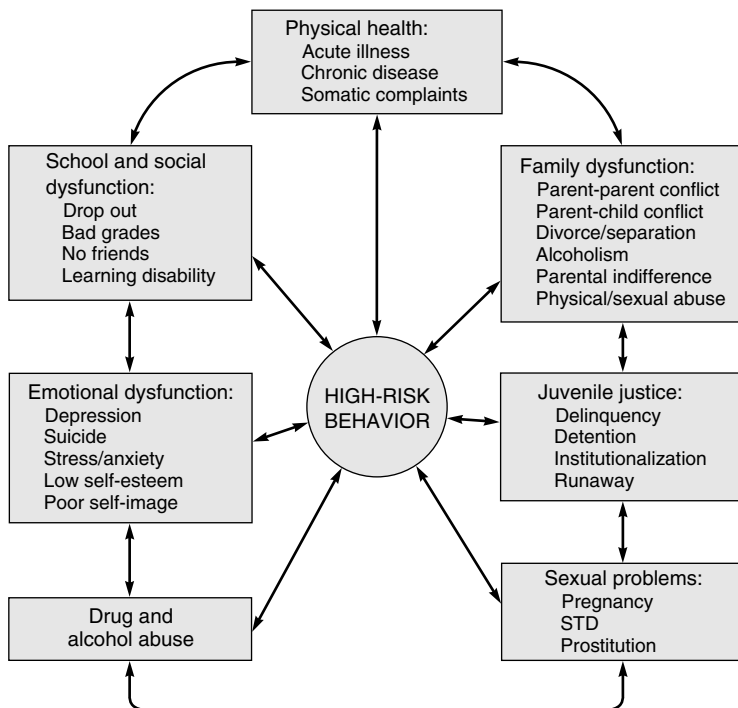 Physical health:
Acute illness
Chronic disease
Somatic complaints
School and social
dysfunction:
Drop out
Bad grades
No friends
Learning disability
Family dysfunction:
Parent-parent conflict
Parent-child conflict
Divorce/separation
Alcoholism
Parental indifference
Physical/sexual abuse
HIGH-RISK
BEHAVIOR
Emotional dysfunction:
Depression
Suicide
Stress/anxiety
Low self-esteem
Poor self-image
Juvenile justice:
Delinquency
Detention
Institutionalization
Runaway
Drug and
alcohol abuse
Sexual problems:
Pregnancy
STD
Prostitution